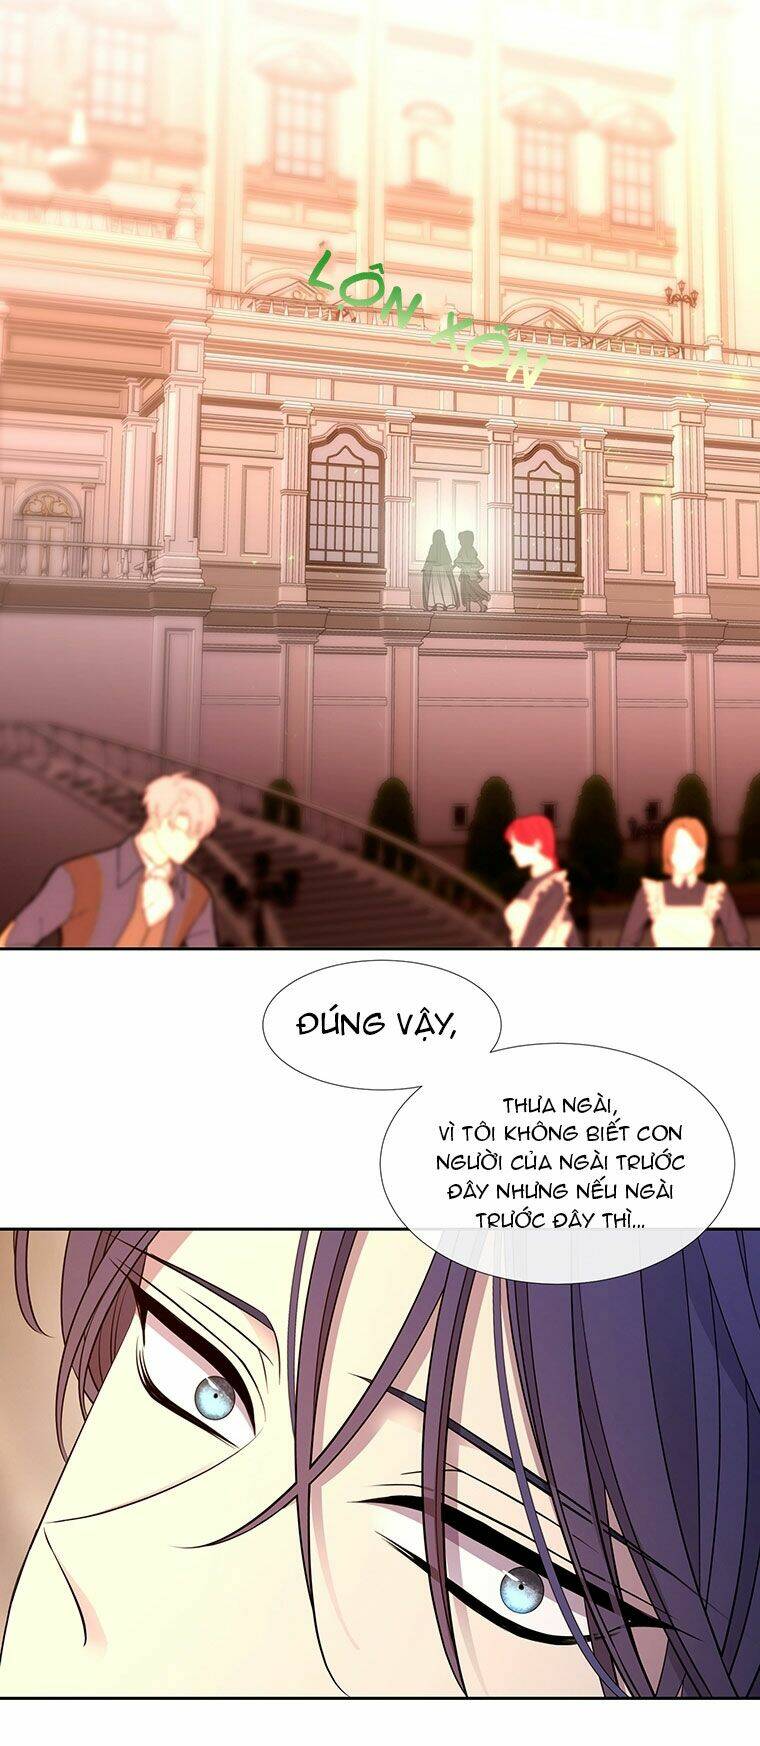 LỘN XỘN
ĐÚNG VẬY,
THƯA NGÀI,
VÌ TÔI KHÔNG BIẾT CON
NGƯỜI CỦA NGÀI TRƯỚC
ĐÂY NHƯNG NẾU NGÀI
TRƯỚC ĐÂY THÌ...